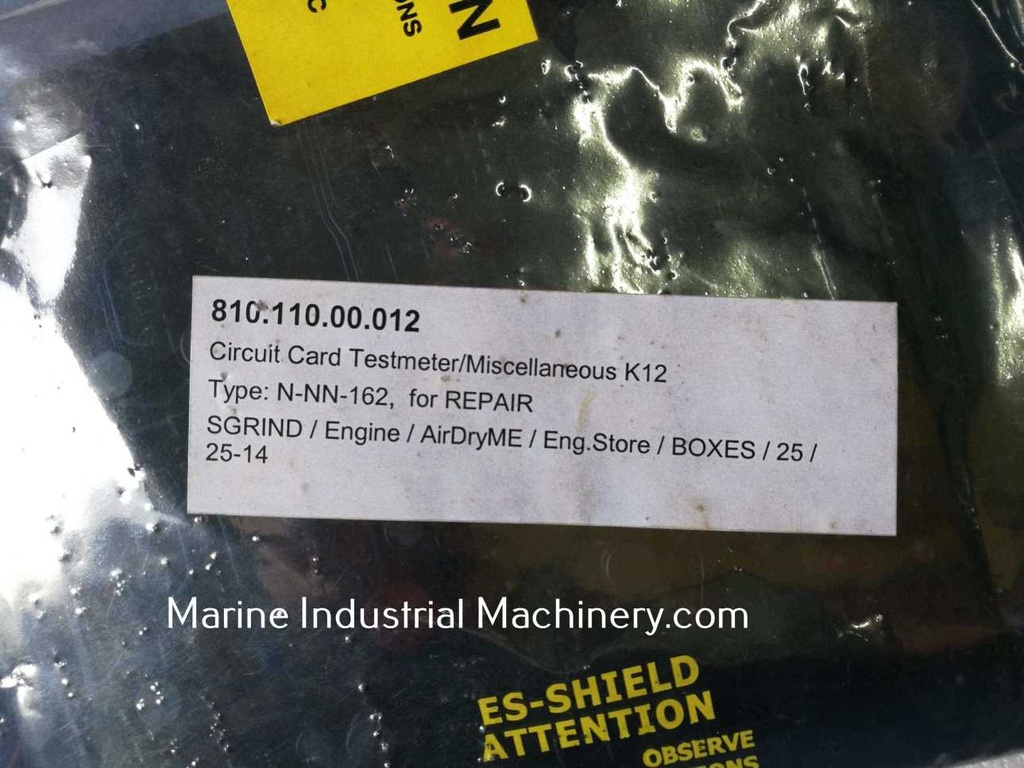 N
810.110.00.012
Circuit Card Testmeter/Miscellaneous K12
Type: N-NN-162, for REPAIR
SGRIND / Engine / AirDryME / Eng.Store / BOXES / 25 /
25-14
Marine Industrial Machinery.com
ES-SHIELD
ATTENTION
OBSERVE